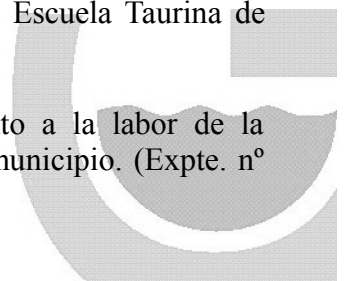 Escuela Taurina de
to a la labor de la
municipio. (Expte. nº